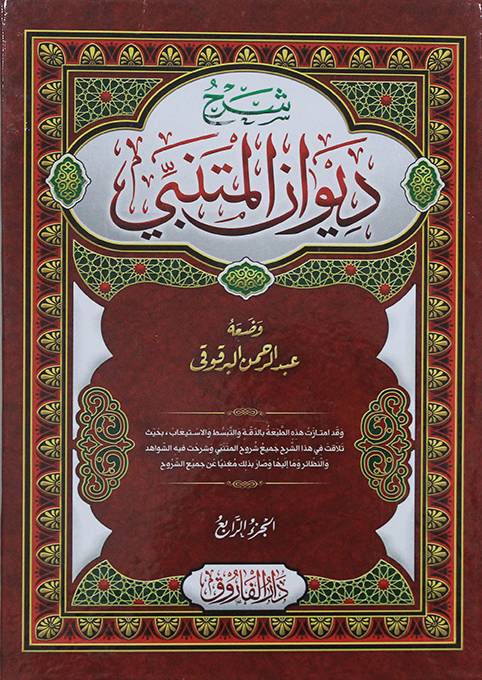 شرح
ديوان المتنبي
وضعه
عبد الرحمن البرقوقي
وقد امتازت هذه الطبعة بالدقة والتبسط والاستيعاب، بحيث
تلاقت في هذا الشرح جميع شروح المتنبي وشرحت فيه الشواهد
والنظائر وما إليها وصار بذلك مغنيا عن جميع الشروح
الجزء الرابع
دار الفاروق